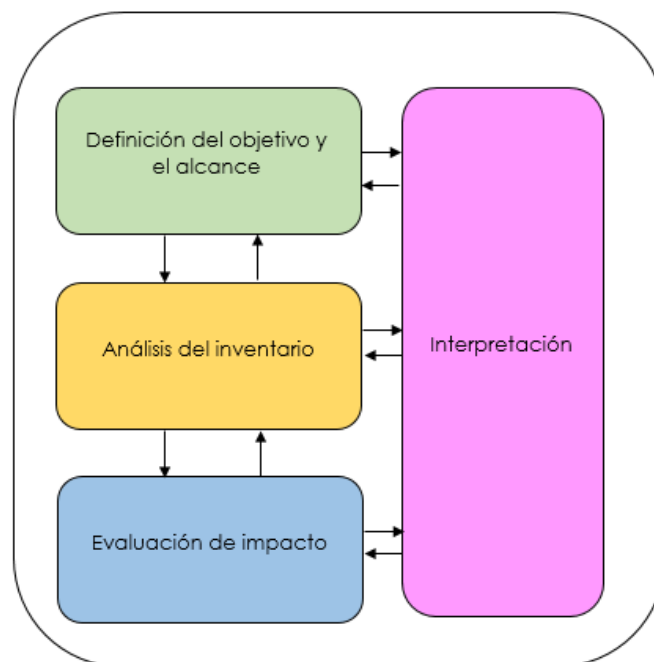 Definición del objetivo y
el alcance
Análisis del inventario
Interpretación
Evaluación de impacto